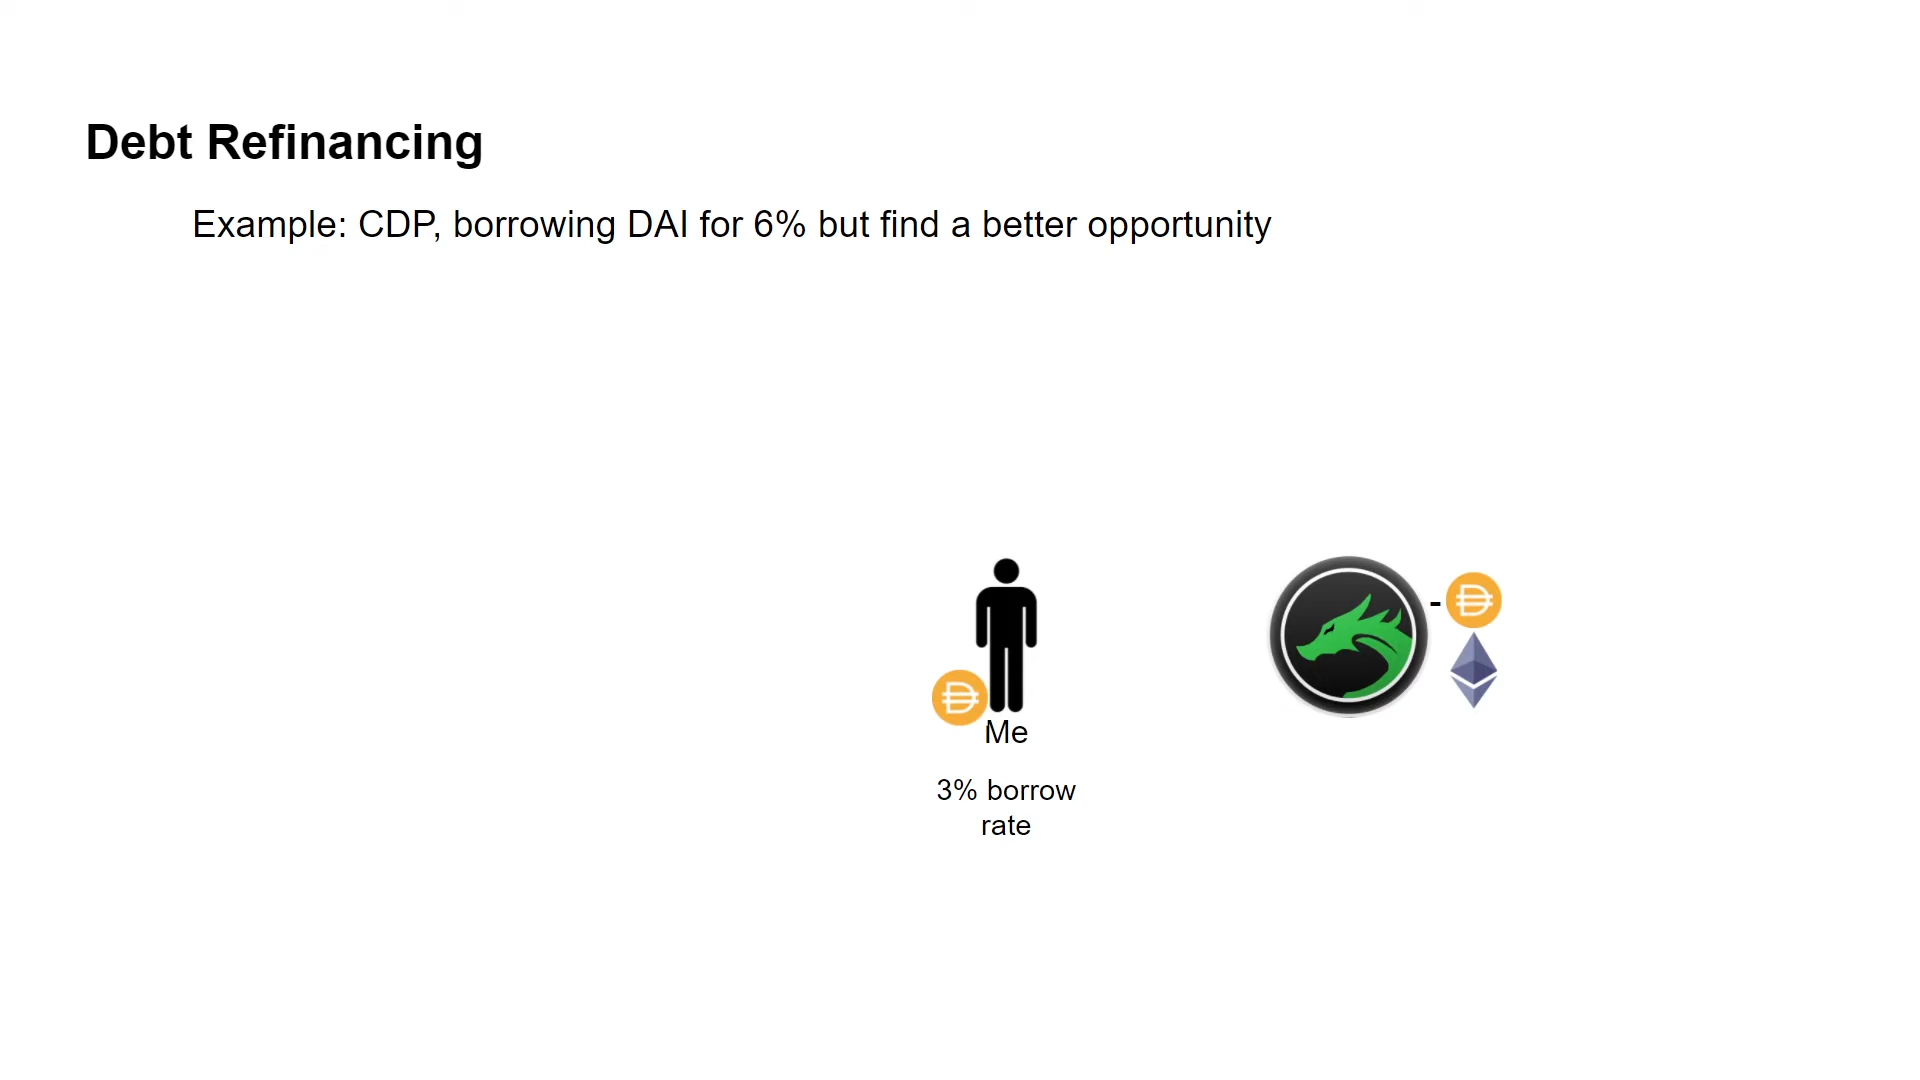 Debt Refinancing
Example: CDP, borrowing DAI for 6% but find a better opportunity
-
Me
3% borrow
rate